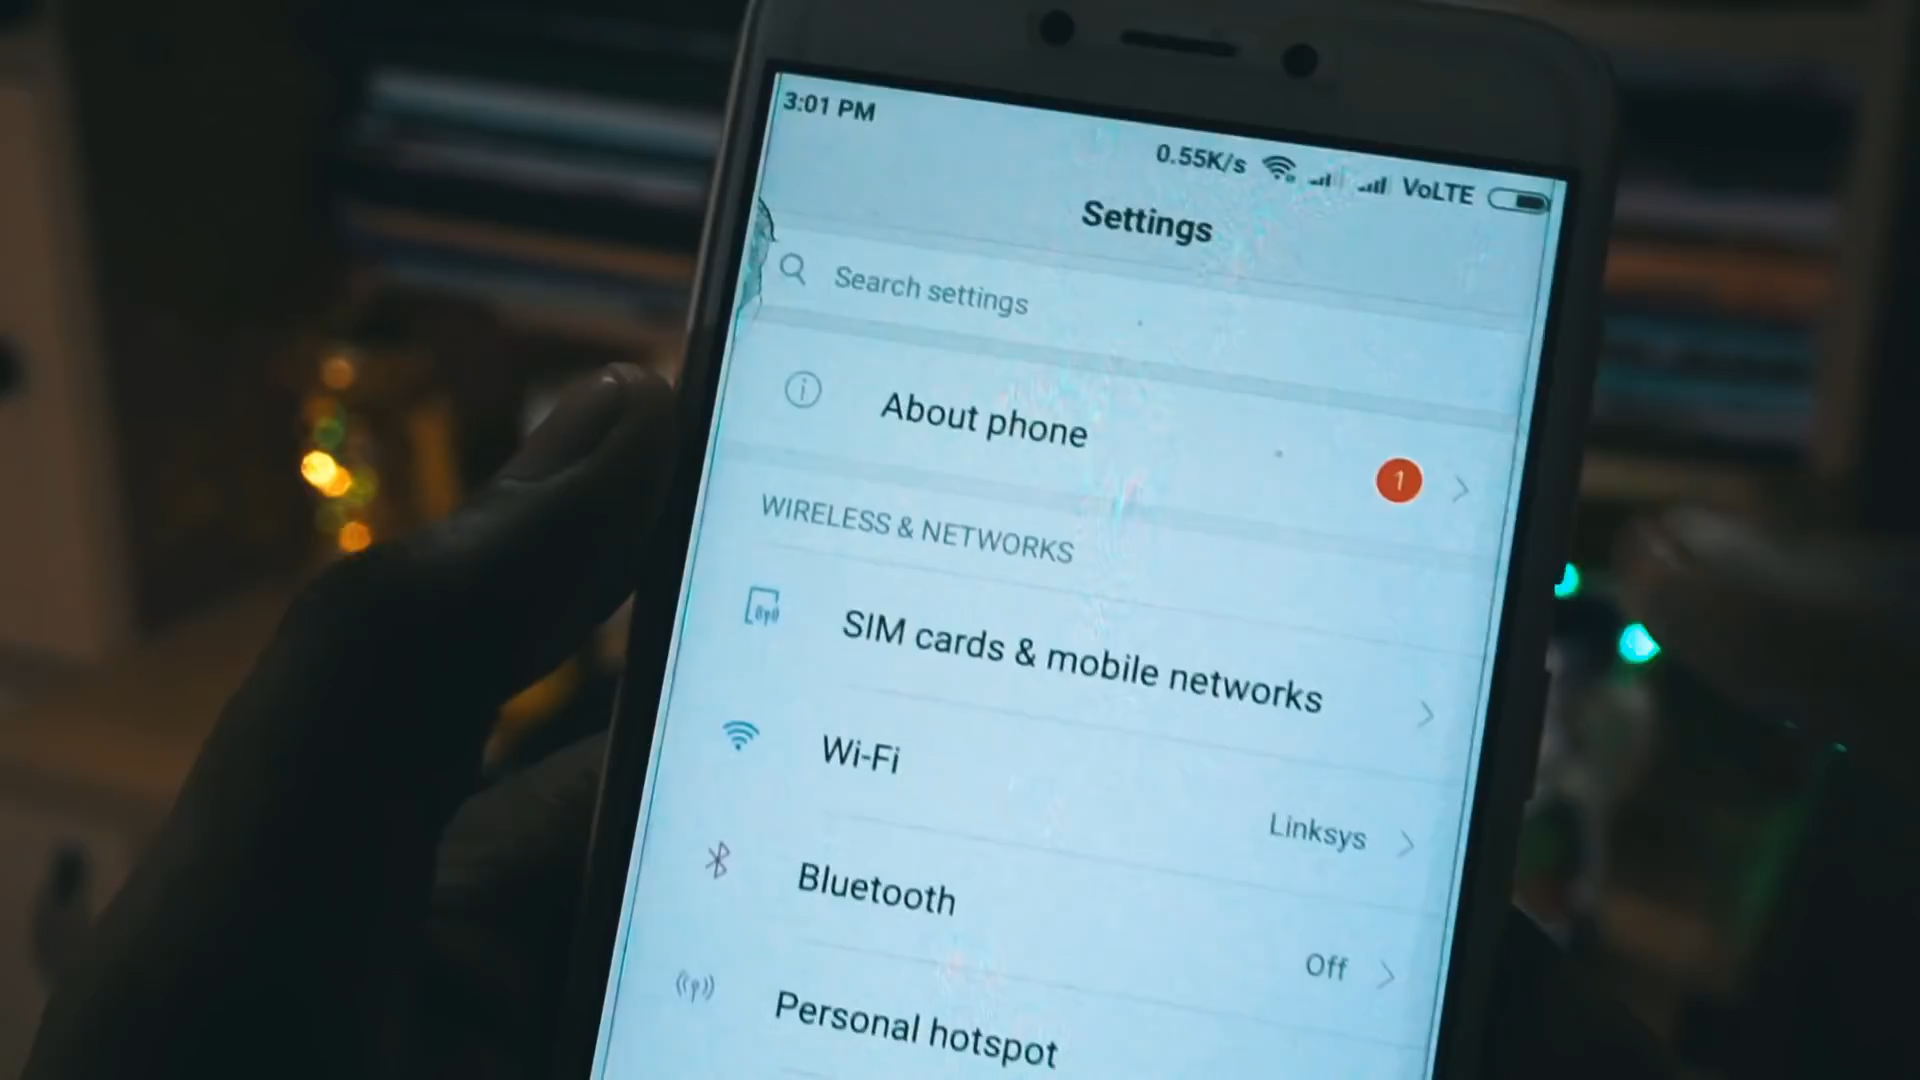 3:01 PM
0.55K/s VoLTE
Settings
Search settings
About phone
1
WIRELESS & NETWORKS
SIM cards & mobile networks
Wi-Fi
Linksys
Bluetooth
Off
Personal hotspot